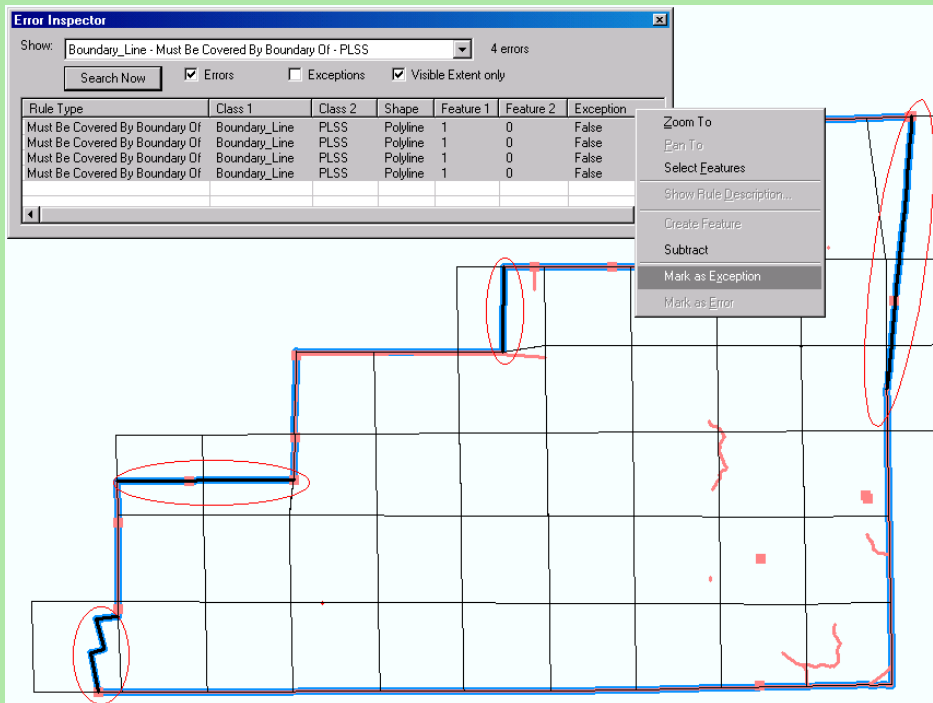 Error Inspector
Show: Boundary_Line - Must Be Covered By Boundary Of - PLSS 4 errors
Search Now Errors Exceptions Visible Extent only
Rule Type Class 1 Class 2 Shape Feature 1 Feature 2 Exception
Must Be Covered By Boundary Of Boundary_Line PLSS Polyline 1 0 False
Must Be Covered By Boundary Of Boundary_Line PLSS Polyline 1 0 False
Must Be Covered By Boundary Of Boundary_Line PLSS Polyline 1 0 False
Must Be Covered By Boundary Of Boundary_Line PLSS Polyline 1 0 False
Zoom To
Pan To
Select Features
Show Rule Description...
Create Feature
Subtract
Mark as Exception
Mark as Error